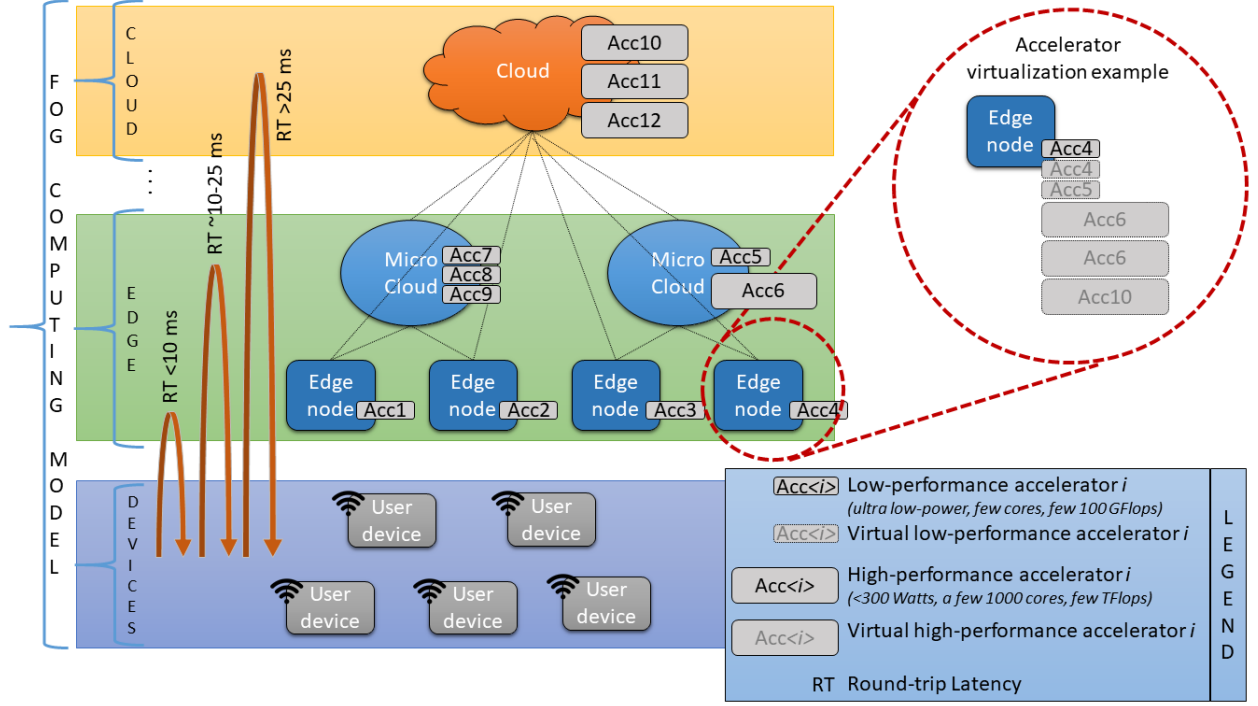 FOG COMPUTING MODEL
CLOUD
...
EDGE
DEVICES
RT <10 ms
RT ~10-25 ms
RT >25 ms
Cloud
Acc10
Acc11
Acc12
Micro
Cloud
Acc7
Acc8
Acc9
Micro
Cloud
Acc5
Acc6
Edge
node
Acc1
Edge
node
Acc2
Edge
node
Acc3
Edge
node
Acc4
User
device
User
device
User
device
User
device
User
device
Accelerator
virtualization example
Edge
node
Acc4
Acc4
Acc5
Acc6
Acc6
Acc10
LEGEND
Acc<i> Low-performance accelerator i
(ultra low-power, few cores, few 100 GFlops)
Acc<i> Virtual low-performance accelerator i
Acc<i> High-performance accelerator i
(<300 Watts, a few 1000 cores, few TFlops)
Acc<i> Virtual high-performance accelerator i
RT Round-trip Latency